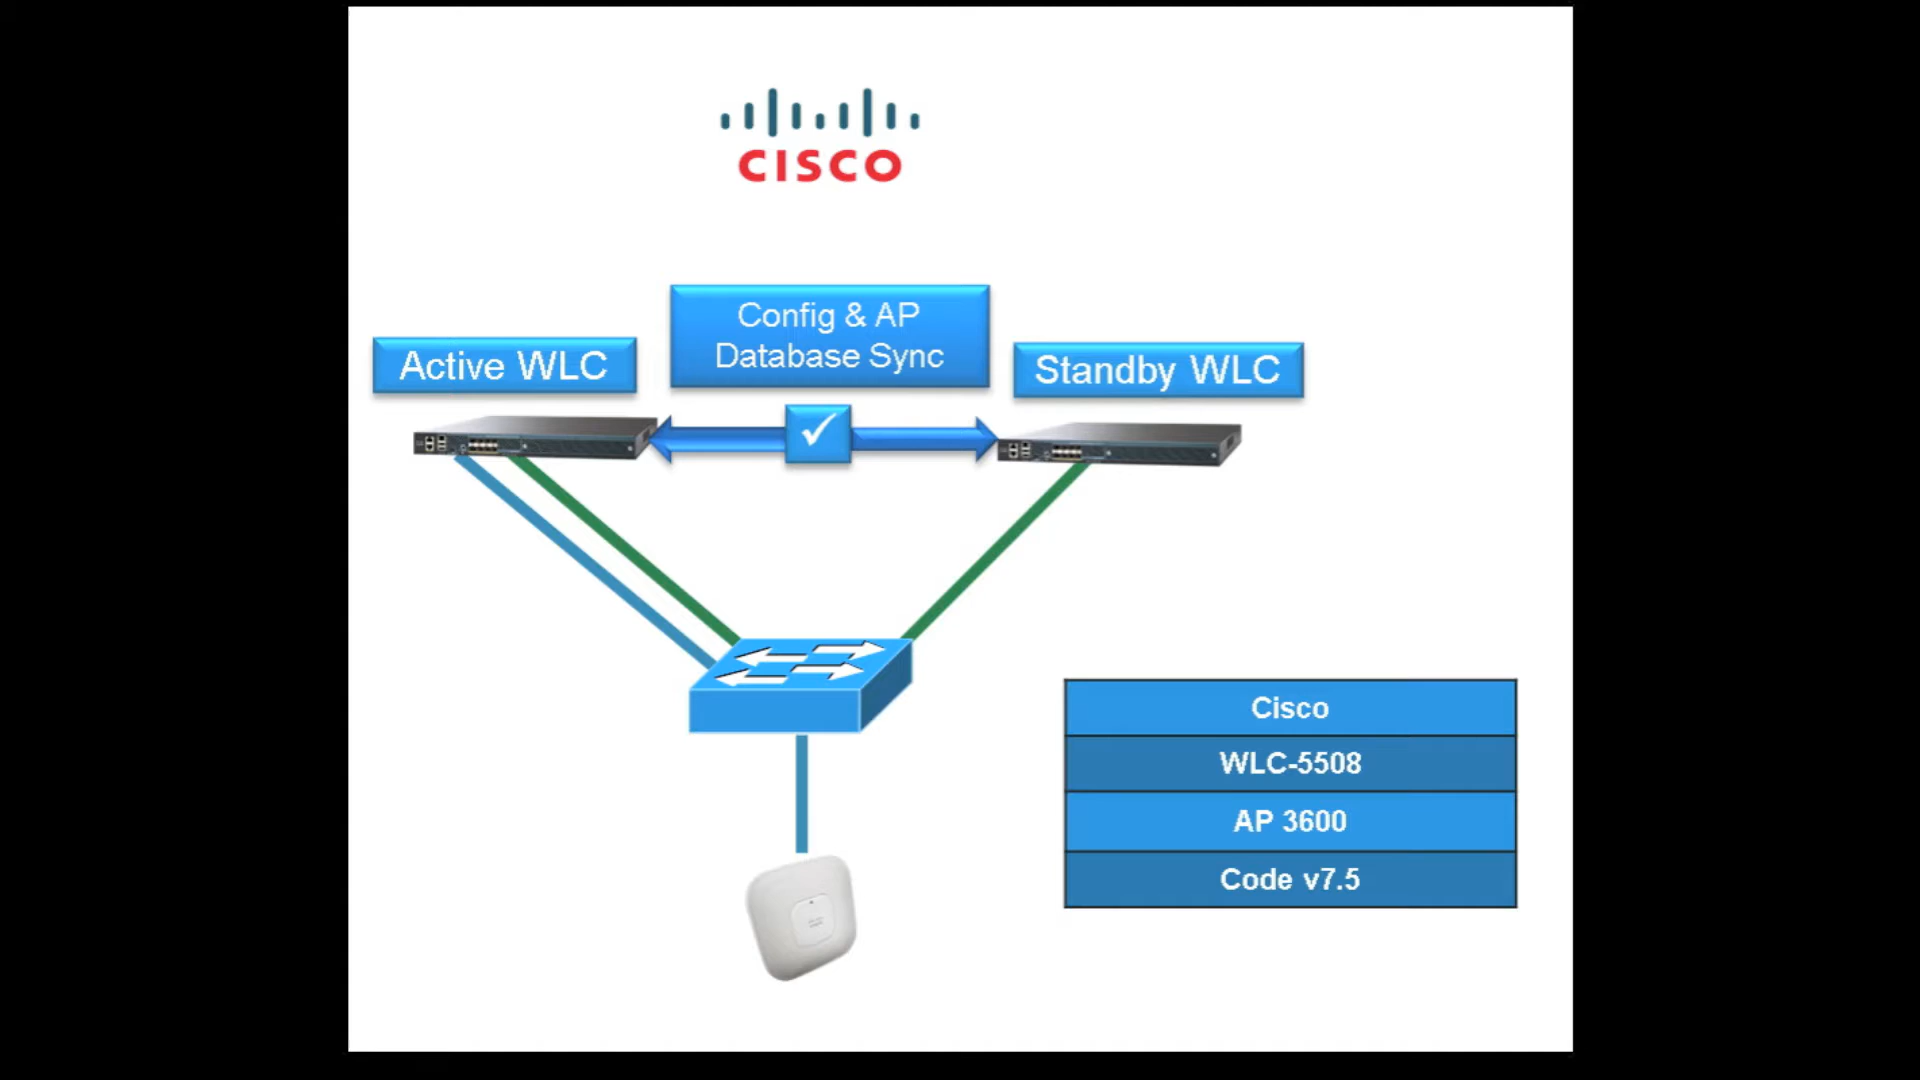 CISCO
Config & AP
Database Sync
Active WLC
Standby WLC
Cisco
WLC-5508
AP 3600
Code v7.5